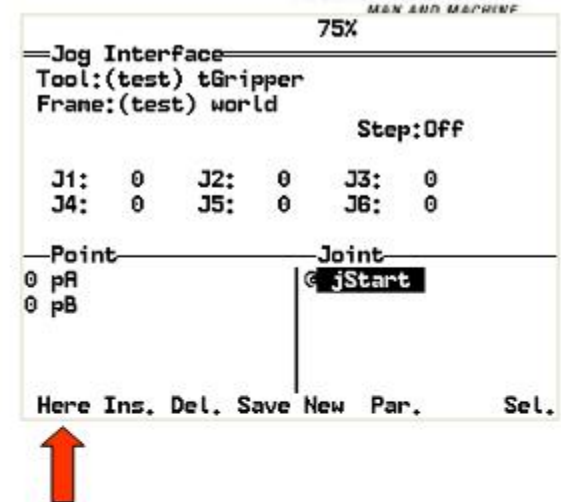 MAN AND MACHINE
75%
Jog Interface
Tool:(test) tGripper
Frame:(test) world
Step:Off
J1: 0 J2: 0 J3: 0
J4: 0 J5: 0 J6: 0
Point Joint
0 pA @ jStart
0 pB
Here Ins. Del. Save New Par. Sel.